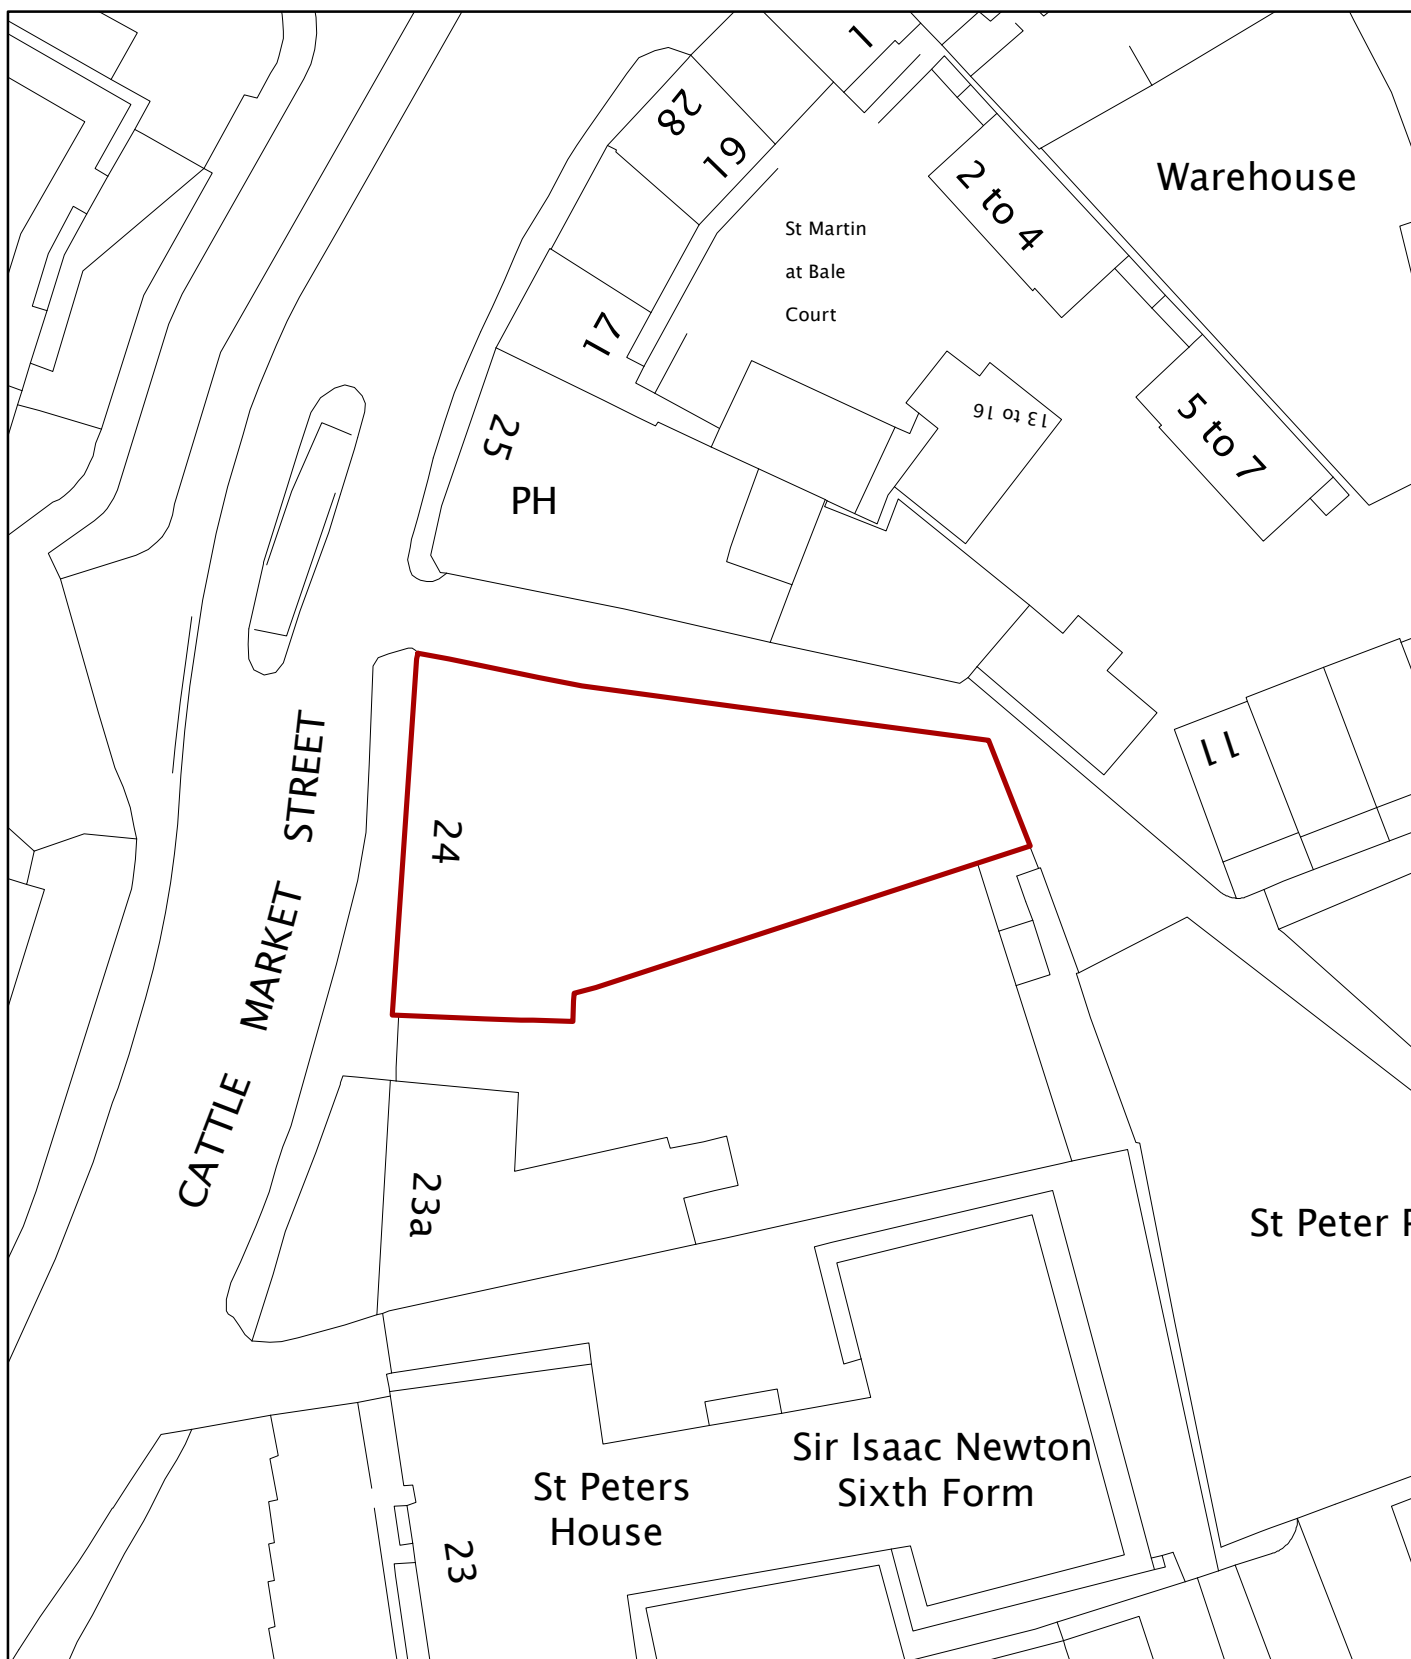 1
28
19
2 to 4
Warehouse
St Martin
at Bale
Court
17
13 to 16
25
PH
5 to 7
11
CATTLE MARKET STREET
24
23a
St Peter
Sir Isaac Newton
Sixth Form
St Peters
House
23